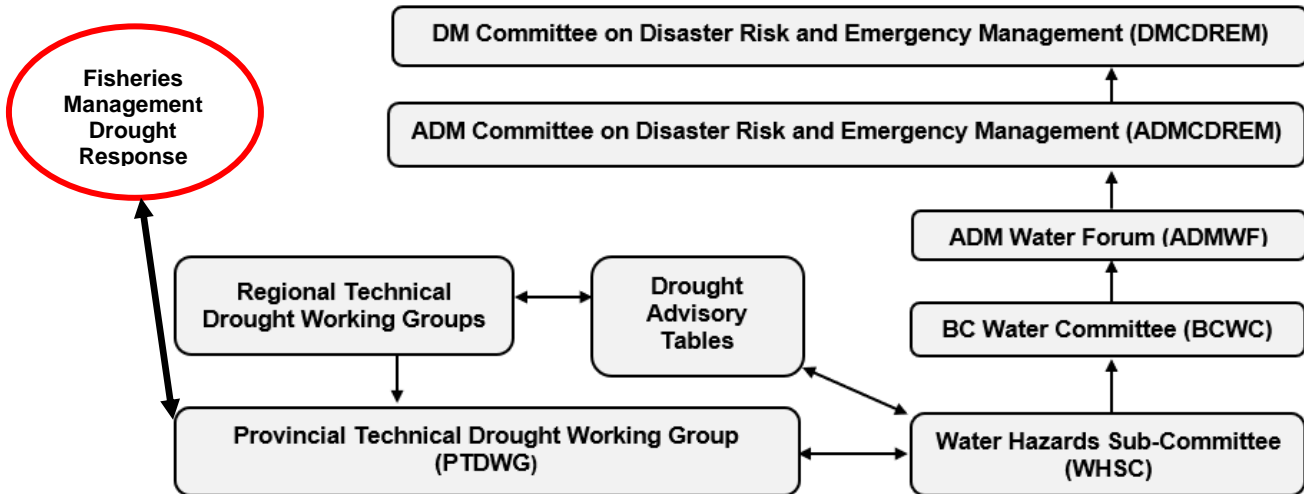 DM Committee on Disaster Risk and Emergency Management (DMCDREM)
Fisheries
Management
Drought
Response
ADM Committee on Disaster Risk and Emergency Management (ADMCDREM)
ADM Water Forum (ADMWF)
Regional Technical
Drought Working Groups
Drought
Advisory
Tables
BC Water Committee (BCWC)
Provincial Technical Drought Working Group
(PTDWG)
Water Hazards Sub-Committee
(WHSC)